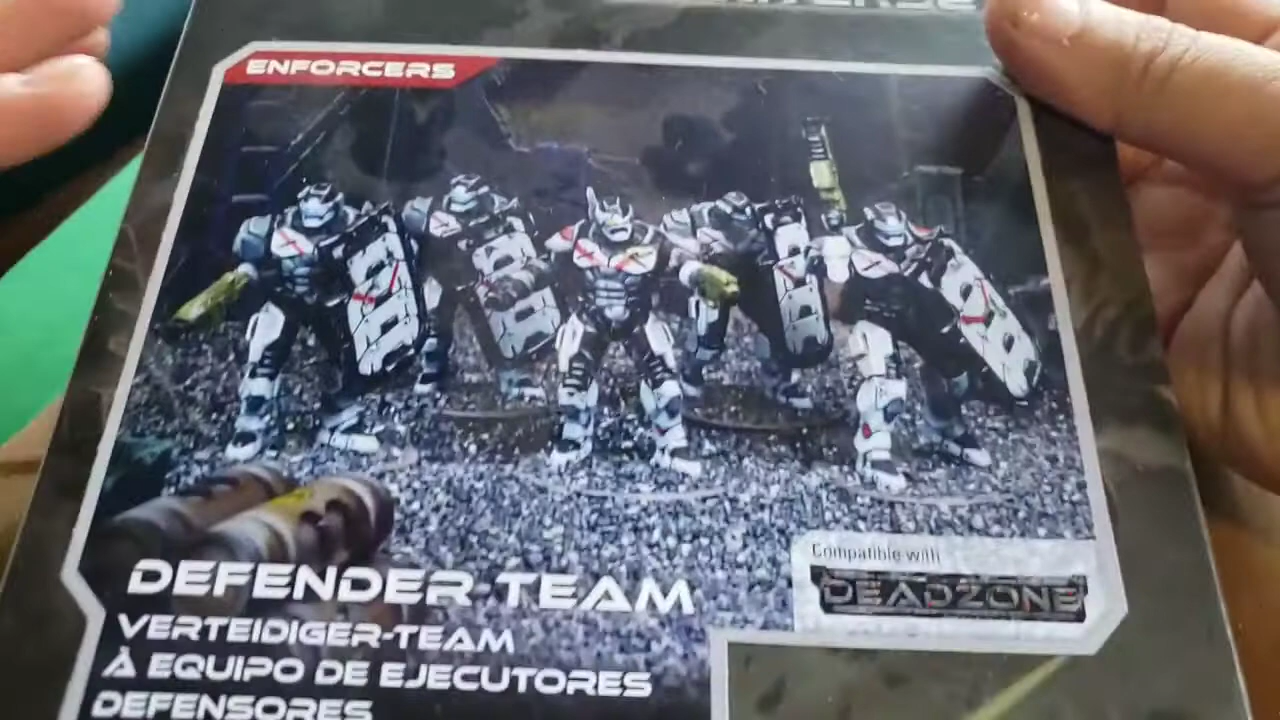 ENFORCERS
Compatible with
DEADZONE
DEFENDER TEAM
VERTEIDIGER-TEAM
À EQUIPO DE EJECUTORES
DEFENSORES